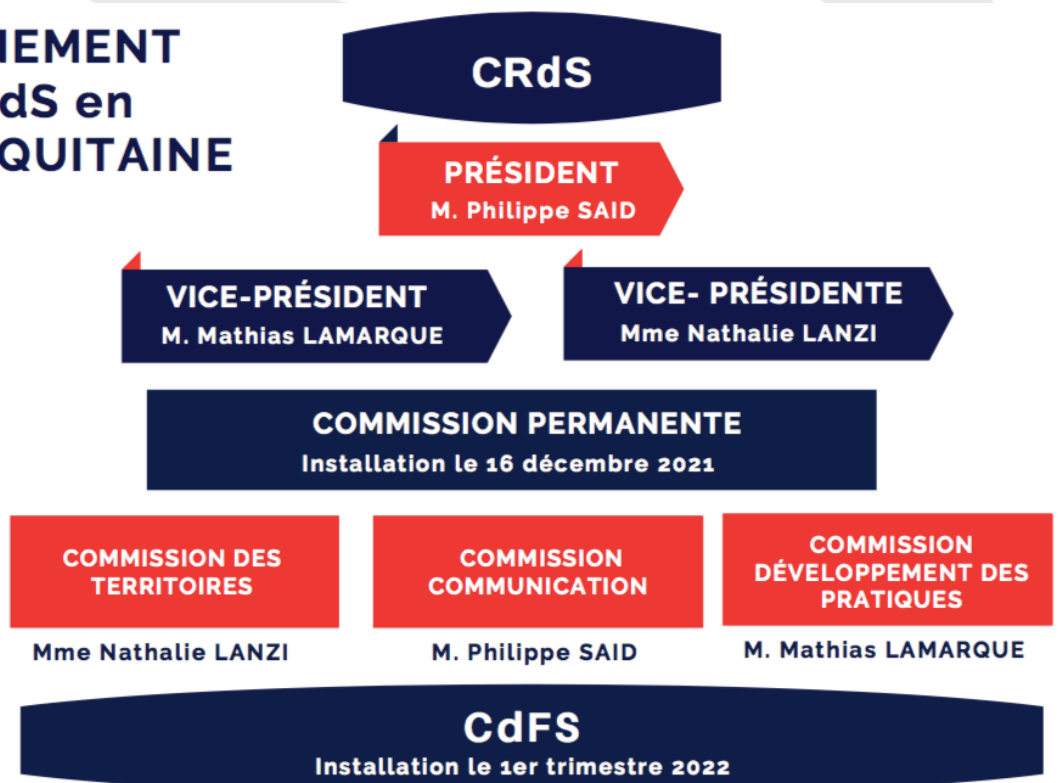 NEMENT
dS en
QUITAINE
CRdS
PRÉSIDENT
M. Philippe SAID
VICE-PRÉSIDENT
M. Mathias LAMARQUE
VICE- PRÉSIDENTE
Mme Nathalie LANZI
COMMISSION PERMANENTE
Installation le 16 décembre 2021
COMMISSION DES
TERRITOIRES
Mme Nathalie LANZI
COMMISSION
COMMUNICATION
M. Philippe SAID
COMMISSION
DÉVELOPPEMENT DES
PRATIQUES
M. Mathias LAMARQUE
CdFS
Installation le 1er trimestre 2022